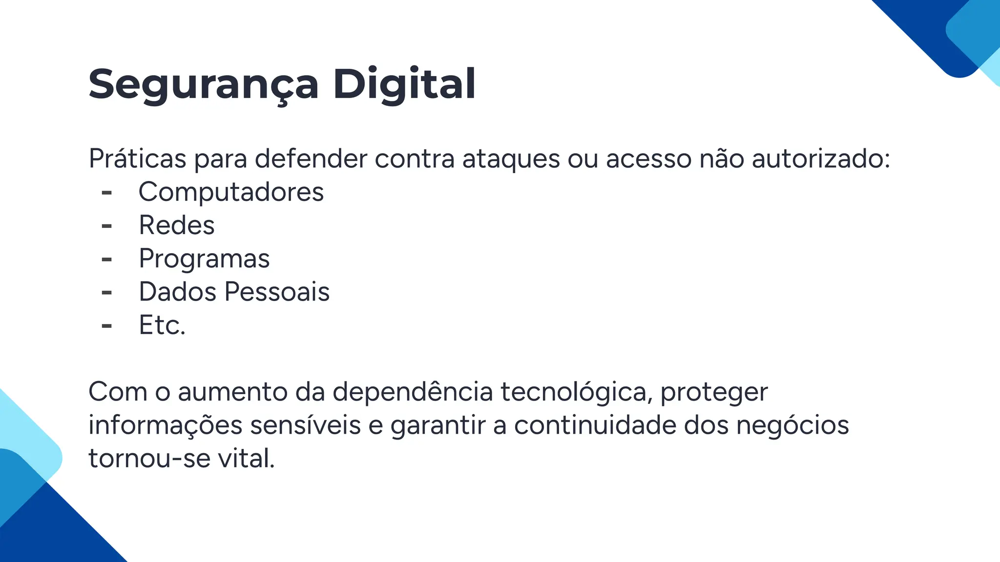 Segurança Digital
Práticas para defender contra ataques ou acesso não autorizado:
- Computadores
- Redes
- Programas
- Dados Pessoais
- Etc.
Com o aumento da dependência tecnológica, proteger
informações sensíveis e garantir a continuidade dos negócios
tornou-se vital.